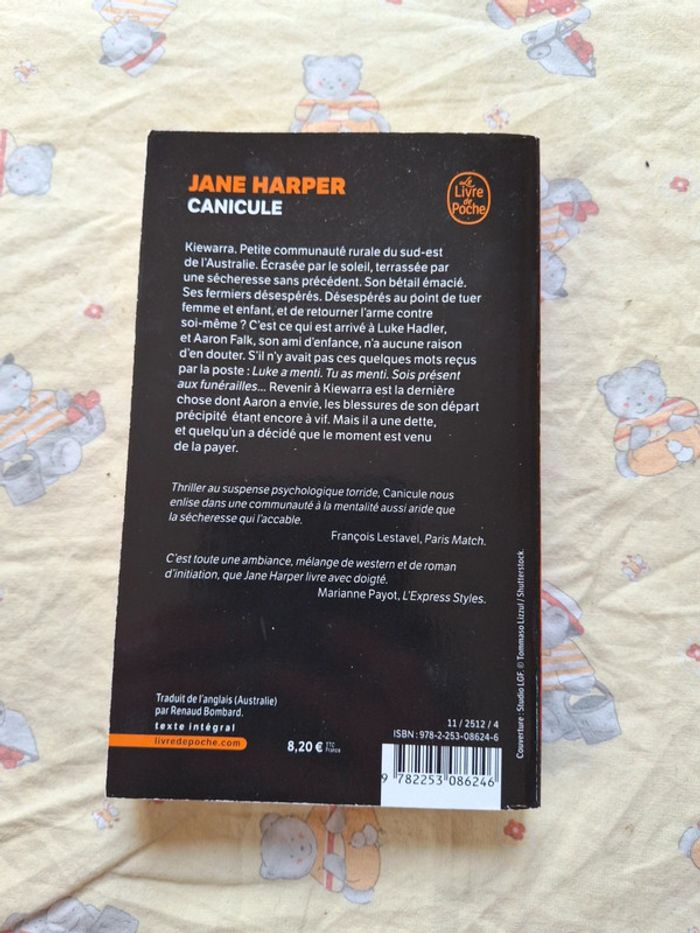 JANE HARPER
CANICULE
Le
Livre
de
Poche
Kiewarra. Petite communauté rurale du sud-est
de l'Australie. Écrasée par le soleil, terrassée par
une sécheresse sans précédent. Son bétail émacié.
Ses fermiers désespérés. Désespérés au point de tuer
femme et enfant, et de retourner l'arme contre
soi-même ? C'est ce qui est arrivé à Luke Hadler,
et Aaron Falk, son ami d'enfance, n'a aucune raison
d'en douter. S'il n'y avait pas ces quelques mots reçus
par la poste : Luke a menti. Tu as menti. Sois présent
aux funérailles... Revenir à Kiewarra est la dernière
chose dont Aaron a envie, les blessures de son départ
précipité étant encore à vif. Mais il a une dette,
et quelqu'un a décidé que le moment est venu
de la payer.
Thriller au suspense psychologique torride, Canicule nous
enlise dans une communauté à la mentalité aussi aride que
la sécheresse qui l'accable.
François Lestavel, Paris Match.
C'est toute une ambiance, mélange de western et de roman
d'initiation, que Jane Harper livre avec doigté.
Marianne Payot, L'Express Styles.
Traduit de l'anglais (Australie)
par Renaud Bombard.
texte intégral
livredepoche.com
8,20 € TTC
France
11 / 2512 / 4
ISBN : 978-2-253-08624-6
9 782253 086246
Couverture : Studio LGF. © Tommaso Lizzul / Shutterstock.